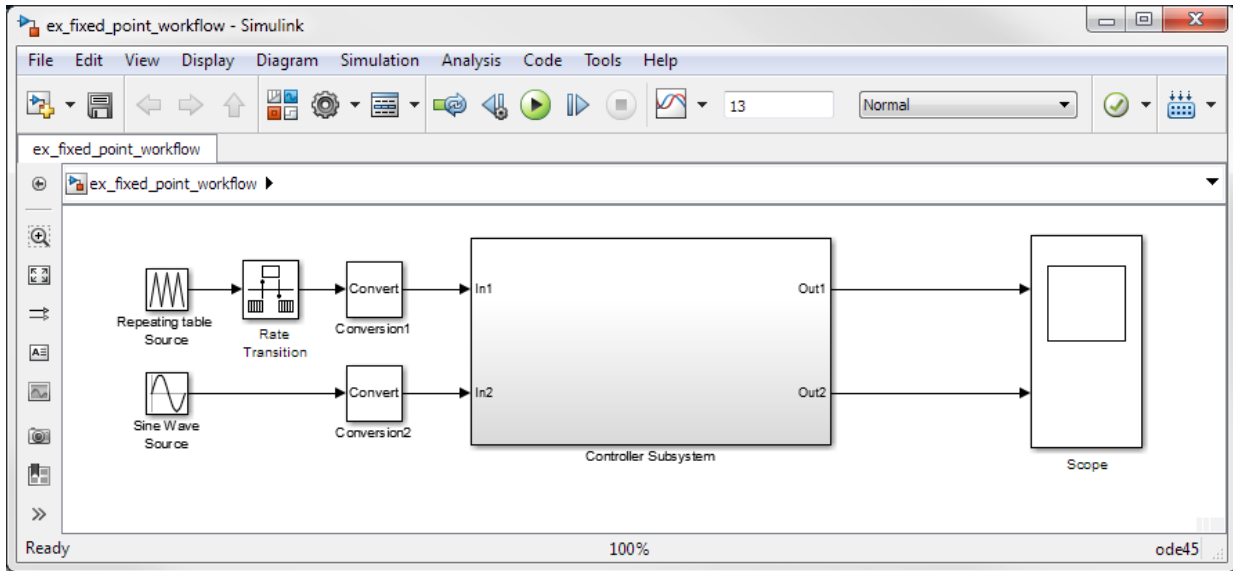 ex_fixed_point_workflow - Simulink
File Edit View Display Diagram Simulation Analysis Code Tools Help
13 Normal
ex_fixed_point_workflow
ex_fixed_point_workflow
Convert
In1
Out1
Repeating table
Source
Rate
Transition
Conversion1
Convert
In2
Out2
Sine Wave
Source
Conversion2
Controller Subsystem
Scope
Ready 100% ode45